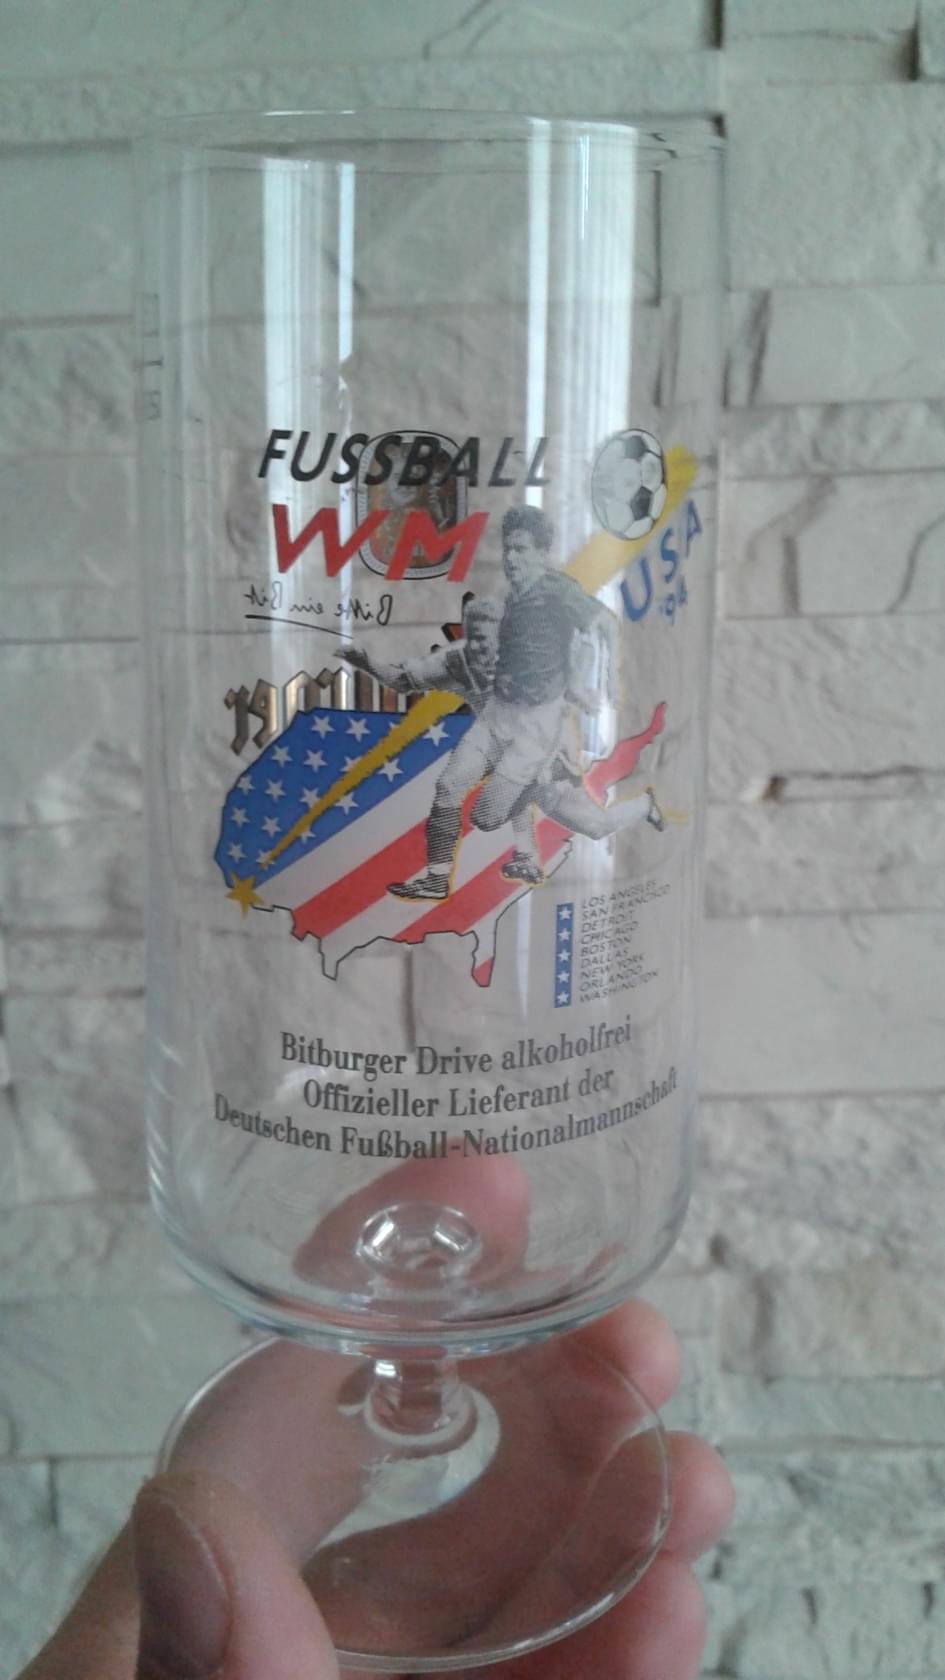 FUSSBALL
WM
USA
'94
Bitte ein Bit
LOS ANGELES
SAN FRANCISCO
DETROIT
CHICAGO
BOSTON
DALLAS
NEW YORK
ORLANDO
WASHINGTON
Bitburger Drive alkoholfrei
Offizieller Lieferant der
Deutschen Fußball-Nationalmannschaft